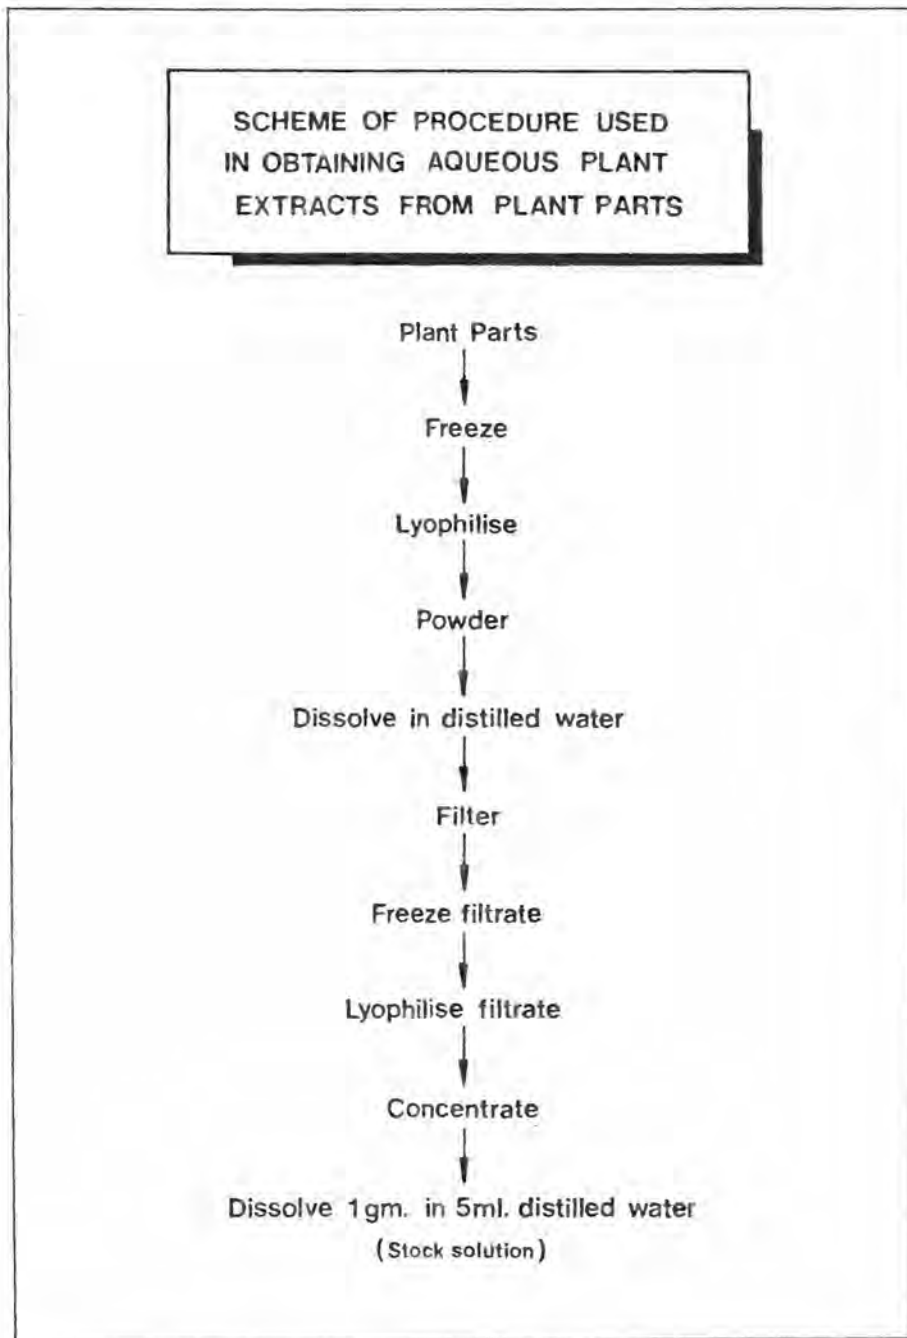 SCHEME OF PROCEDURE USED
IN OBTAINING AQUEOUS PLANT
EXTRACTS FROM PLANT PARTS
Plant Parts
Freeze
Lyophilise
Powder
Dissolve in distilled water
Filter
Freeze filtrate
Lyophilise filtrate
Concentrate
Dissolve 1gm. in 5ml. distilled water
(Stock solution)